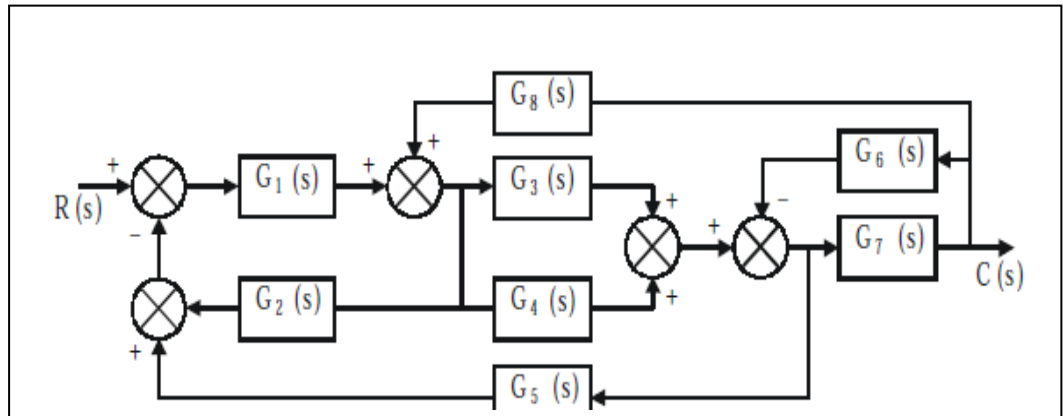 G₈ (s)
+
G₆ (s)
+
G₁ (s)
+
G₃ (s)
R (s)
−
+
+
−
G₇ (s)
C (s)
G₂ (s)
G₄ (s)
+
+
G₅ (s)